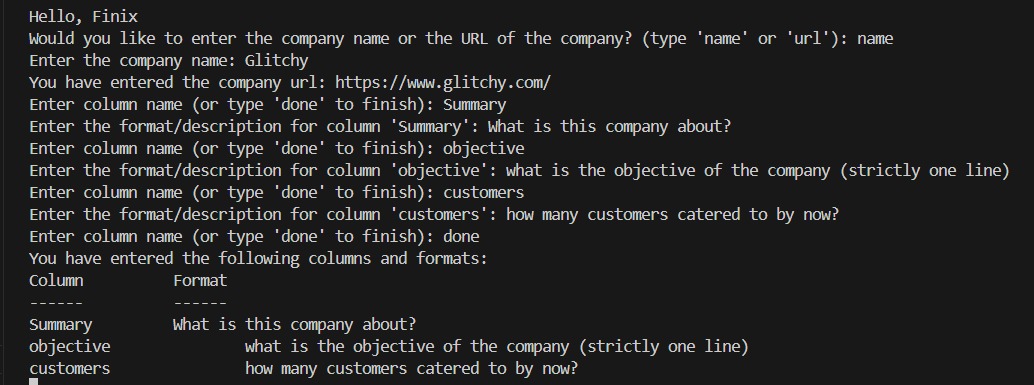 Hello, Finix
Would you like to enter the company name or the URL of the company? (type 'name' or 'url'): name
Enter the company name: Glitchy
You have entered the company url: https://www.glitchy.com/
Enter column name (or type 'done' to finish): Summary
Enter the format/description for column 'Summary': What is this company about?
Enter column name (or type 'done' to finish): objective
Enter the format/description for column 'objective': what is the objective of the company (strictly one line)
Enter column name (or type 'done' to finish): customers
Enter the format/description for column 'customers': how many customers catered to by now?
Enter column name (or type 'done' to finish): done
You have entered the following columns and formats:
Column          Format
------          ------
Summary         What is this company about?
objective               what is the objective of the company (strictly one line)
customers               how many customers catered to by now?